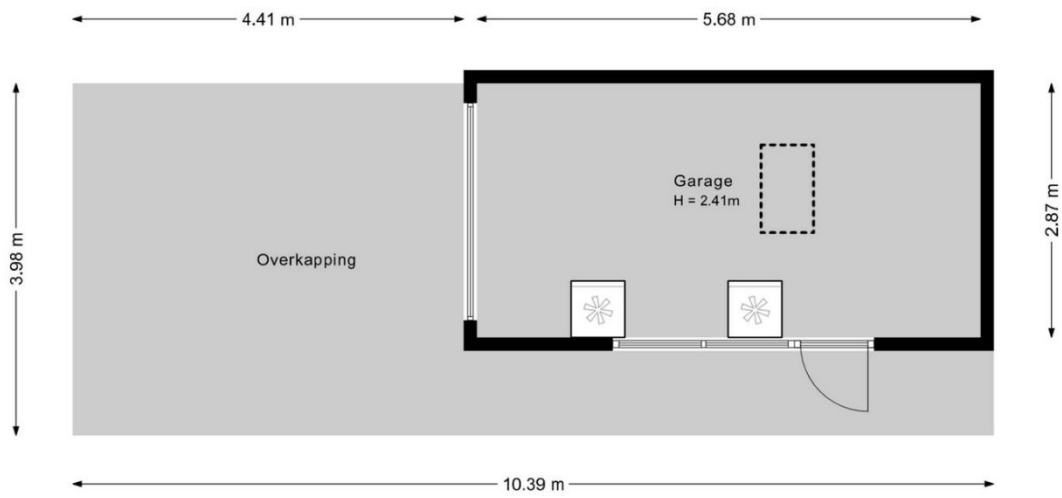 4.41 m
5.68 m
3.98 m
Overkapping
Garage
H = 2.41m
2.87 m
10.39 m